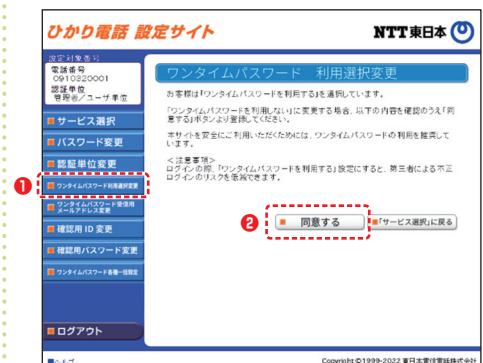 ひかり電話 設定サイト
NTT東日本
設定対象番号
電話番号
0910320001
認証単位
管理者/ユーザ単位
サービス選択
パスワード変更
認証単位変更
❶
ワンタイムパスワード利用選択変更
ワンタイムパスワード受信用
メールアドレス変更
確認用 ID 変更
確認用パスワード変更
ワンタイムパスワード各種一括設定
ログアウト
ワンタイムパスワード 利用選択変更
お客様は「ワンタイムパスワードを利用する」を選択しています。
「ワンタイムパスワードを利用しない」に変更する場合、以下の内容を確認のうえ「同
意する」ボタンより登録してください。
本サイトを安全にご利用いただくためには、ワンタイムパスワードの利用を推奨して
います。
<注意事項>
ログインの際、「ワンタイムパスワードを利用する」設定にすると、第三者による不正
ログインのリスクを低減できます。
❷
同意する
「サービス選択」に戻る
ヘルプ
Copyright © 1999-2022 東日本電信電話株式会社